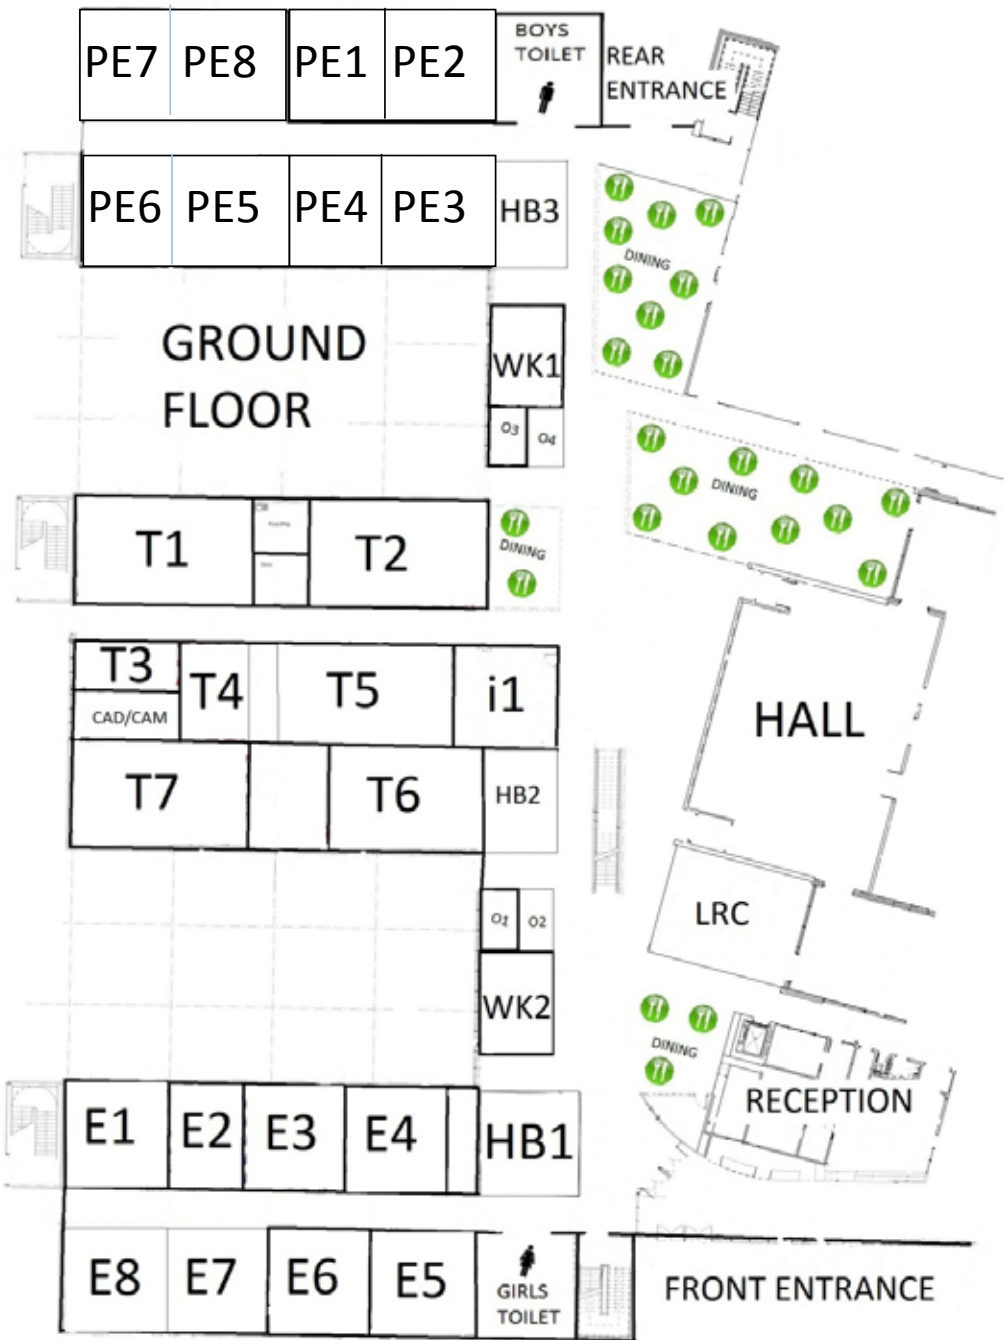 PE7 PE8 PE1 PE2
BOYS
TOILET
REAR
ENTRANCE
PE6 PE5 PE4 PE3
HB3
DINING
GROUND
FLOOR
WK1
O3 O4
DINING
T1 T2
DINING
T3
CAD/CAM
T4 T5 i1
HALL
T7 T6 HB2
O1 O2
LRC
WK2
DINING
RECEPTION
E1 E2 E3 E4 HB1
E8 E7 E6 E5
GIRLS
TOILET
FRONT ENTRANCE